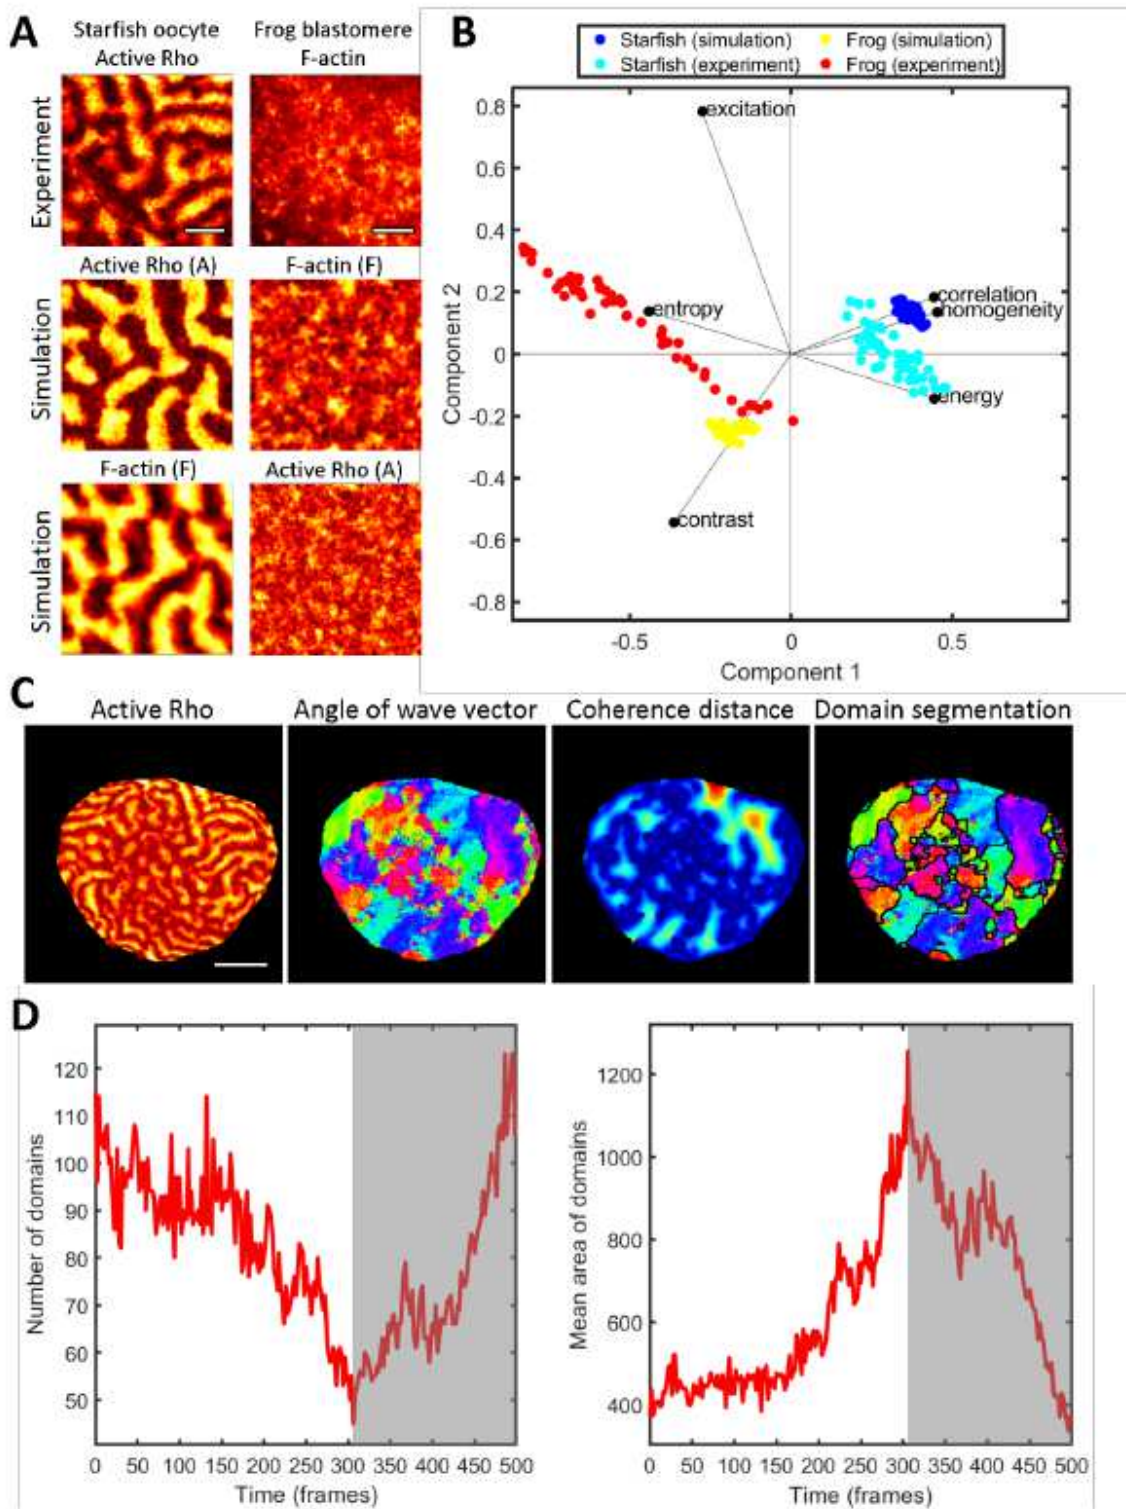 A
Starfish oocyte Frog blastomere
Active Rho F-actin
Experiment
Active Rho (A) F-actin (F)
Simulation
F-actin (F) Active Rho (A)
Simulation
B
Starfish (simulation) Frog (simulation)
Starfish (experiment) Frog (experiment)
0.8
0.6
0.4
0.2
0
-0.2
-0.4
-0.6
-0.8
Component 2
excitation
correlation
homogeneity
entropy
energy
contrast
-0.5 0 0.5
Component 1
C
Active Rho Angle of wave vector Coherence distance Domain segmentation
D
120
110
100
90
80
70
60
50
Number of domains
0 50 100 150 200 250 300 350 400 450 500
Time (frames)
1200
1000
800
600
400
Mean area of domains
0 50 100 150 200 250 300 350 400 450 500
Time (frames)